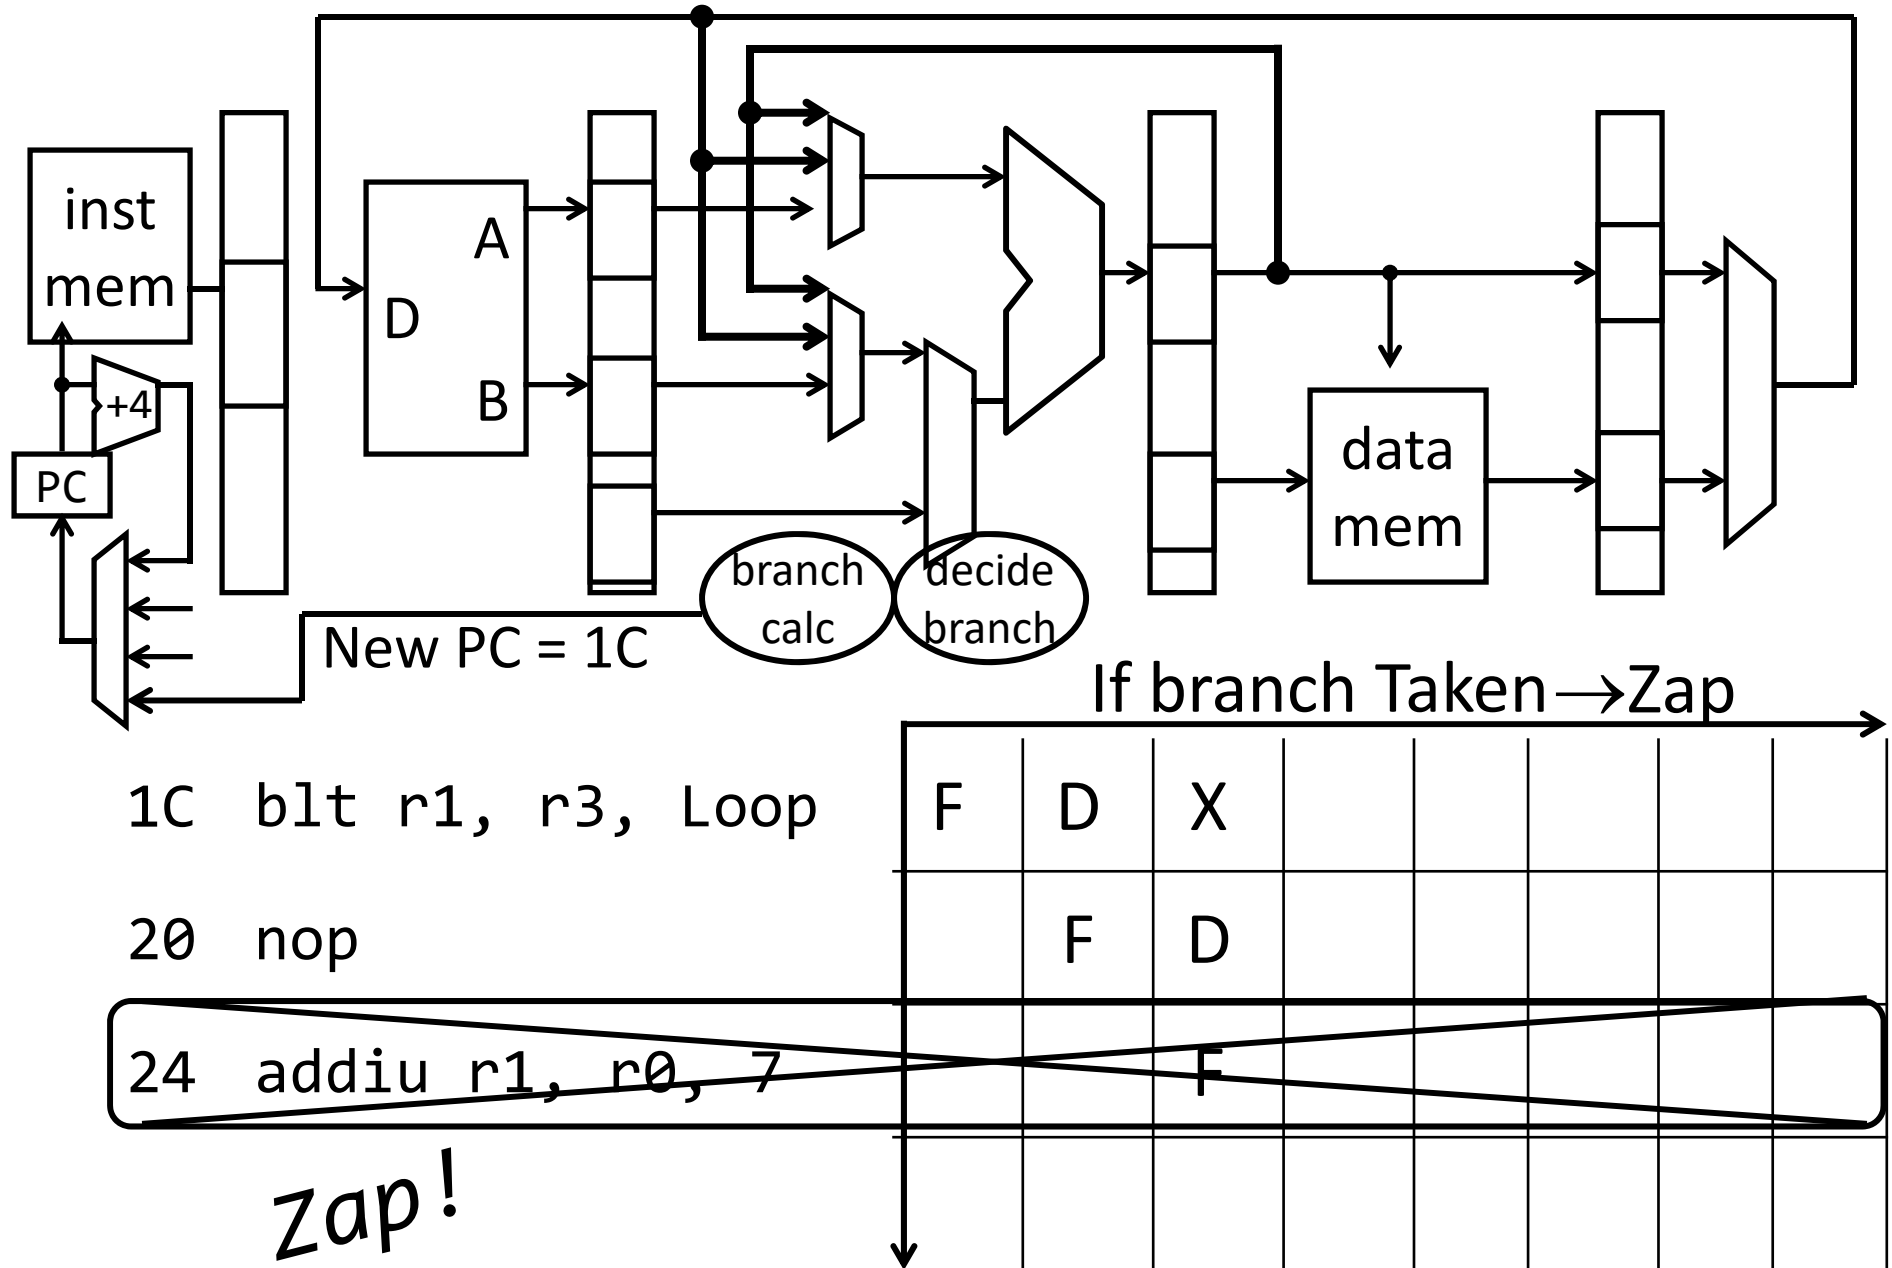 inst
mem
+4
PC
A
D
B
data
mem
branch
calc
decide
branch
New PC = 1C
If branch Taken →Zap
1C blt r1, r3, Loop F D X
20 nop F D
24 addiu r1, r0, 7 F
Zap!